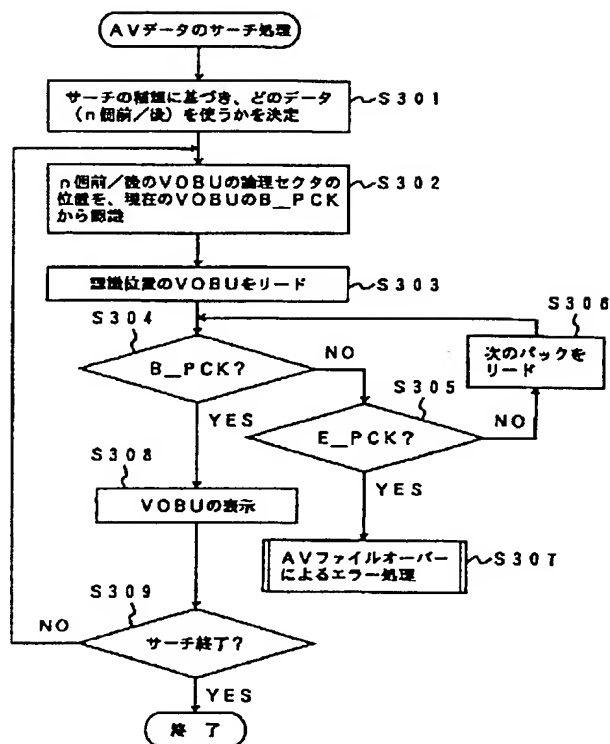 AVデータのサーチ処理
サーチの種類に基づき、どのデータ
(n個前/後)を使うかを決定
S301
n個前/後のVOBUの論理セクタの
位置を、現在のVOBUのB_PCK
から認識
S302
認識位置のVOBUをリード
S303
S304
B_PCK?
NO
YES
S305
E_PCK?
NO
YES
S306
次のパックを
リード
S308
VOBUの表示
AVファイルオーバー
によるエラー処理
S307
S309
NO
サーチ終了?
YES
終了